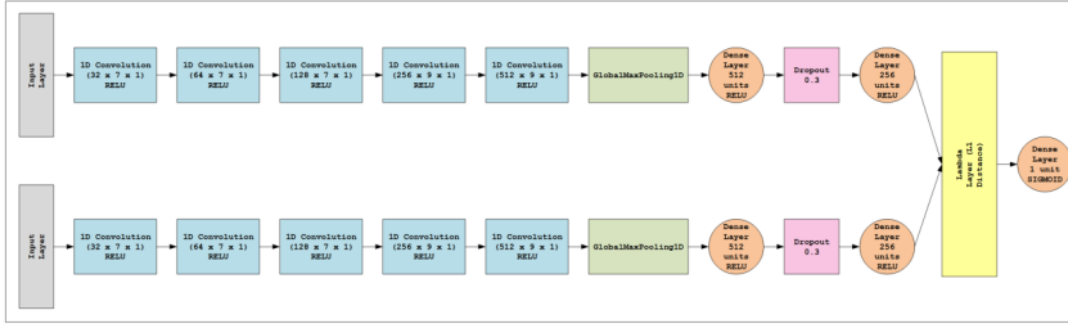 Input
Layer
1D Convolution
(32 x 7 x 1)
RELU
1D Convolution
(64 x 7 x 1)
RELU
1D Convolution
(128 x 7 x 1)
RELU
1D Convolution
(256 x 9 x 1)
RELU
1D Convolution
(512 x 9 x 1)
RELU
GlobalMaxPooling1D
Dense
Layer
512
units
RELU
Dropout
0.3
Dense
Layer
256
units
RELU
Input
Layer
1D Convolution
(32 x 7 x 1)
RELU
1D Convolution
(64 x 7 x 1)
RELU
1D Convolution
(128 x 7 x 1)
RELU
1D Convolution
(256 x 9 x 1)
RELU
1D Convolution
(512 x 9 x 1)
RELU
GlobalMaxPooling1D
Dense
Layer
512
units
RELU
Dropout
0.3
Dense
Layer
256
units
RELU
Lambda
Layer (L1
Distance)
Dense
Layer
1 unit
SIGMOID